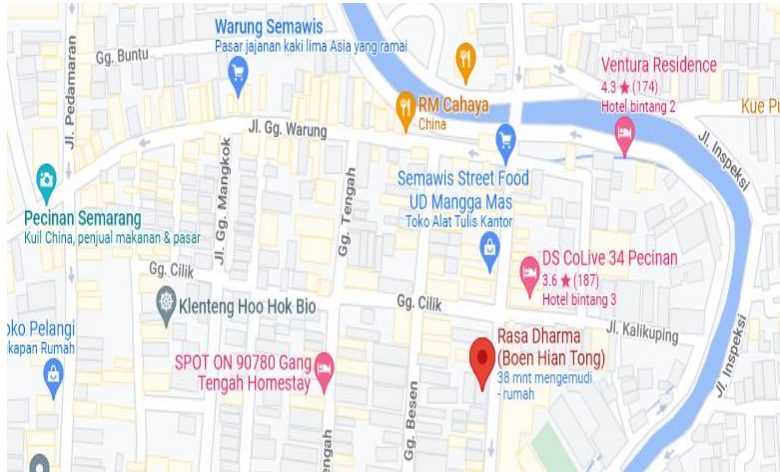 Warung Semawis
Pasar jajanan kaki lima Asia yang ramai
Gg. Buntu
Jl. Pedamaran
Ventura Residence
4.3 ★ (174)
Hotel bintang 2
Kue Pu
RM Cahaya
China
Jl. Gg. Warung
Jl. Inspeksi
Semawis Street Food
UD Mangga Mas
Toko Alat Tulis Kantor
Pecinan Semarang
Kuil China, penjual makanan & pasar
Jl. Gg. Mangkok
Gg. Tengah
DS CoLive 34 Pecinan
3.6 ★ (187)
Hotel bintang 3
Gg. Cilik
Klenteng Hoo Hok Bio
Gg. Cilik
Jl. Kalikuping
oko Pelangi
kapan Rumah
Rasa Dharma
(Boen Hian Tong)
38 mnt mengemudi
- rumah
SPOT ON 90780 Gang
Tengah Homestay
Gg. Besen
Jl. Inspeksi
engah